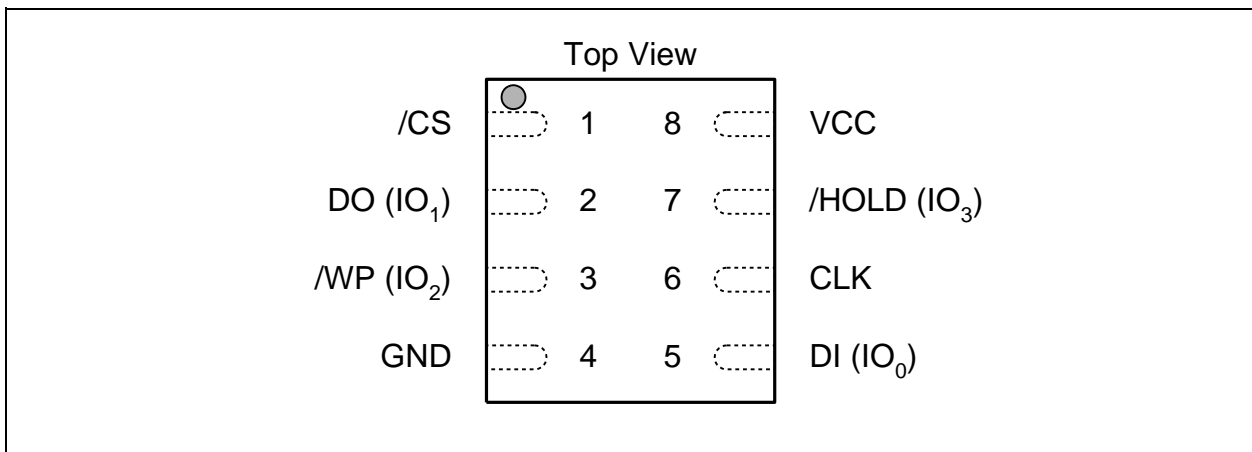 Top View
/CS 1 8 VCC
DO (IO₁) 2 7 /HOLD (IO₃)
/WP (IO₂) 3 6 CLK
GND 4 5 DI (IO₀)